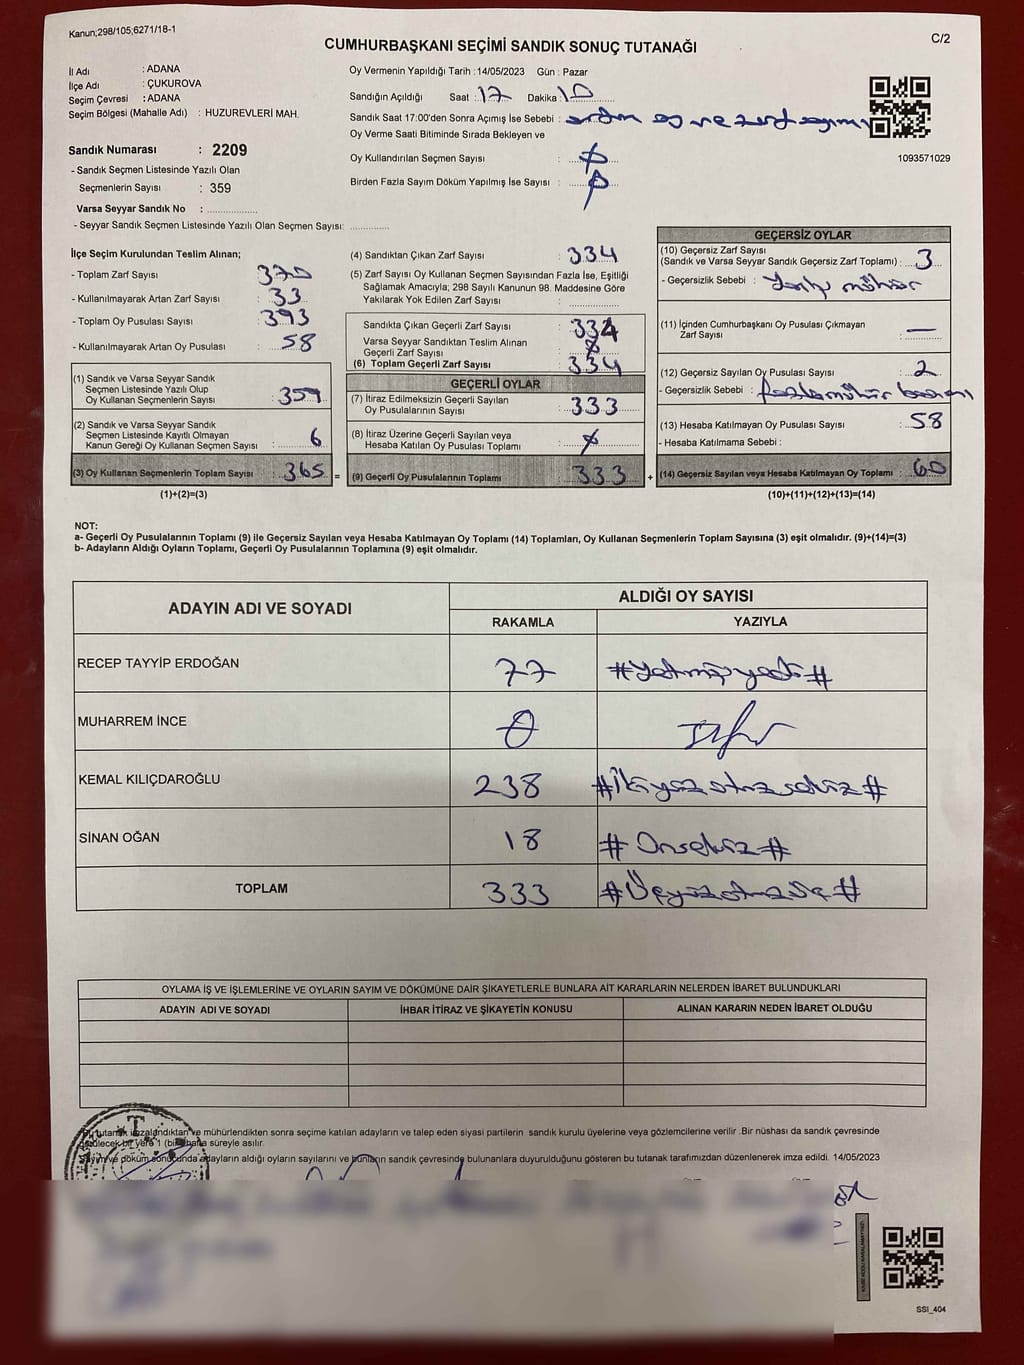 Kanun;298/105;6271/18-1
C/2
CUMHURBAŞKANI SEÇİMİ SANDIK SONUÇ TUTANAĞI
İl Adı : ADANA
İlçe Adı : ÇUKUROVA
Seçim Çevresi : ADANA
Seçim Bölgesi (Mahalle Adı) : HUZUREVLERİ MAH.
Sandık Numarası : 2209
- Sandık Seçmen Listesinde Yazılı Olan
Seçmenlerin Sayısı : 359
Varsa Seyyar Sandık No : ................
- Seyyar Sandık Seçmen Listesinde Yazılı Olan Seçmen Sayısı: ............
Oy Vermenin Yapıldığı Tarih : 14/05/2023 Gün : Pazar
Sandığın Açıldığı Saat : 17 Dakika : 10
Sandık Saat 17:00'den Sonra Açımış İse Sebebi :
Oy Verme Saati Bitiminde Sırada Bekleyen ve
Oy Kullandırılan Seçmen Sayısı : 0
Birden Fazla Sayım Döküm Yapılmış İse Sayısı : 0
1093571029
İlçe Seçim Kurulundan Teslim Alınan;
- Toplam Zarf Sayısı : 370
- Kullanılmayarak Artan Zarf Sayısı : 33
- Toplam Oy Pusulası Sayısı : 393
- Kullanılmayarak Artan Oy Pusulası : 58
(1) Sandık ve Varsa Seyyar Sandık
Seçmen Listesinde Yazılı Olup
Oy Kullanan Seçmenlerin Sayısı : 359
(2) Sandık ve Varsa Seyyar Sandık
Seçmen Listesinde Kayıtlı Olmayan
Kanun Gereği Oy Kullanan Seçmen Sayısı : 6
(3) Oy Kullanan Seçmenlerin Toplam Sayısı : 365 =
(1)+(2)=(3)
(4) Sandıktan Çıkan Zarf Sayısı : 334
(5) Zarf Sayısı Oy Kullanan Seçmen Sayısından Fazla İse, Eşitliği
Sağlamak Amacıyla; 298 Sayılı Kanunun 98. Maddesine Göre
Yakılarak Yok Edilen Zarf Sayısı : ................
Sandıkta Çıkan Geçerli Zarf Sayısı : 334
Varsa Seyyar Sandıktan Teslim Alınan
Geçerli Zarf Sayısı : 0
(6) Toplam Geçerli Zarf Sayısı : 334
GEÇERLİ OYLAR
(7) İtiraz Edilmeksizin Geçerli Sayılan
Oy Pusulalarının Sayısı : 333
(8) İtiraz Üzerine Geçerli Sayılan veya
Hesaba Katılan Oy Pusulası Toplamı : 0
(9) Geçerli Oy Pusulalarının Toplamı : 333 +
GEÇERSİZ OYLAR
(10) Geçersiz Zarf Sayısı
(Sandık ve Varsa Seyyar Sandık Geçersiz Zarf Toplamı) : 3
- Geçersizlik Sebebi : Yanlış mühür
(11) İçinden Cumhurbaşkanı Oy Pusulası Çıkmayan
Zarf Sayısı : —
(12) Geçersiz Sayılan Oy Pusulası Sayısı : 2
- Geçersizlik Sebebi : fazla mühür
(13) Hesaba Katılmayan Oy Pusulası Sayısı : 58
- Hesaba Katılmama Sebebi :
(14) Geçersiz Sayılan veya Hesaba Katılmayan Oy Toplamı : 60
(10)+(11)+(12)+(13)=(14)
NOT:
a- Geçerli Oy Pusulalarının Toplamı (9) ile Geçersiz Sayılan veya Hesaba Katılmayan Oy Toplamı (14) Toplamları, Oy Kullanan Seçmenlerin Toplam Sayısına (3) eşit olmalıdır. (9)+(14)=(3)
b- Adayların Aldığı Oyların Toplamı, Geçerli Oy Pusulalarının Toplamına (9) eşit olmalıdır.
ADAYIN ADI VE SOYADI ALDIĞI OY SAYISI
RAKAMLA YAZIYLA
RECEP TAYYİP ERDOĞAN 77 #Yetmişyedi#
MUHARREM İNCE 0 Sıfır
KEMAL KILIÇDAROĞLU 238 #İkiyüzotuzsekiz#
SİNAN OĞAN 18 #Onsekiz#
TOPLAM 333 #Üçyüzotuzüç#
OYLAMA İŞ VE İŞLEMLERİNE VE OYLARIN SAYIM VE DÖKÜMÜNE DAİR ŞİKAYETLERLE BUNLARA AİT KARARLARIN NELERDEN İBARET BULUNDUKLARI
ADAYIN ADI VE SOYADI İHBAR İTİRAZ VE ŞİKAYETİN KONUSU ALINAN KARARIN NEDEN İBARET OLDUĞU
Bu tutanak imzalandıktan ve mühürlendikten sonra seçime katılan adayların ve talep eden siyasi partilerin sandık kurulu üyelerine veya gözlemcilerine verilir .Bir nüshası da sandık çevresinde
bir yere 1 (bir) hafta süreyle asılır.
Sayım ve döküm sonucunda adayların aldığı oyların sayısını ve bunların sandık çevresinde bulunanlara duyurulduğunu gösteren bu tutanak tarafımızdan düzenlenerek imza edildi. 14/05/2023
SSI_404